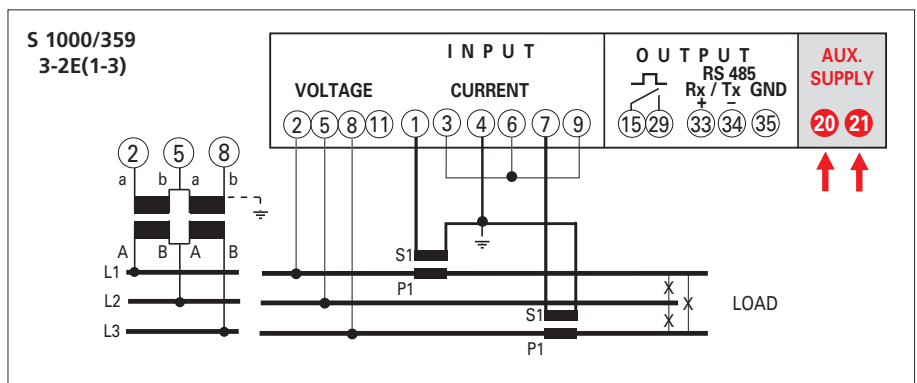 S 1000/359
3-2E(1-3)
I N P U T
VOLTAGE
CURRENT
O U T P U T
RS 485
Rx / Tx GND
+ −
AUX.
SUPPLY
2 5 8 11 1 3 4 6 7 9 15 29 33 34 35 20 21
2 5 8
a b a b
A B A B
S1
L1
P1
L2
X
X
LOAD
S1
X
L3
P1